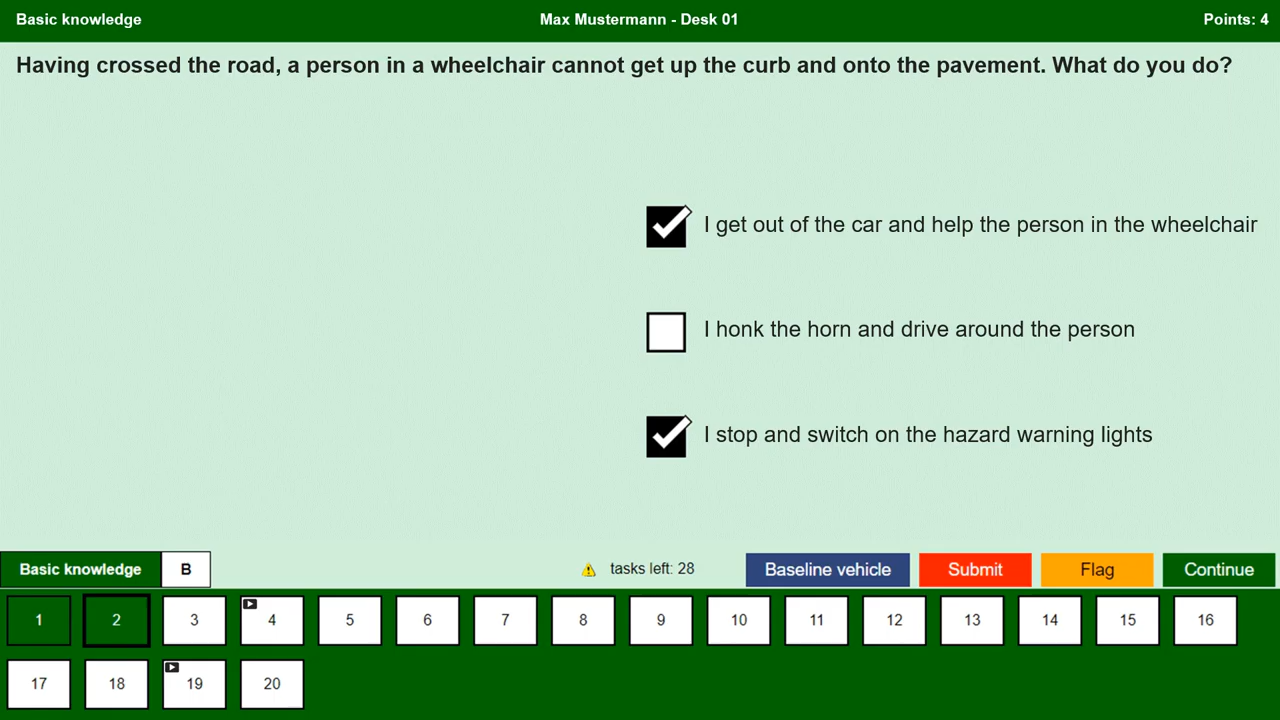 Basic knowledge Max Mustermann - Desk 01 Points: 4
Having crossed the road, a person in a wheelchair cannot get up the curb and onto the pavement. What do you do?
I get out of the car and help the person in the wheelchair
I honk the horn and drive around the person
I stop and switch on the hazard warning lights
Basic knowledge B tasks left: 28 Baseline vehicle Submit Flag Continue
1 2 3 4 5 6 7 8 9 10 11 12 13 14 15 16
17 18 19 20